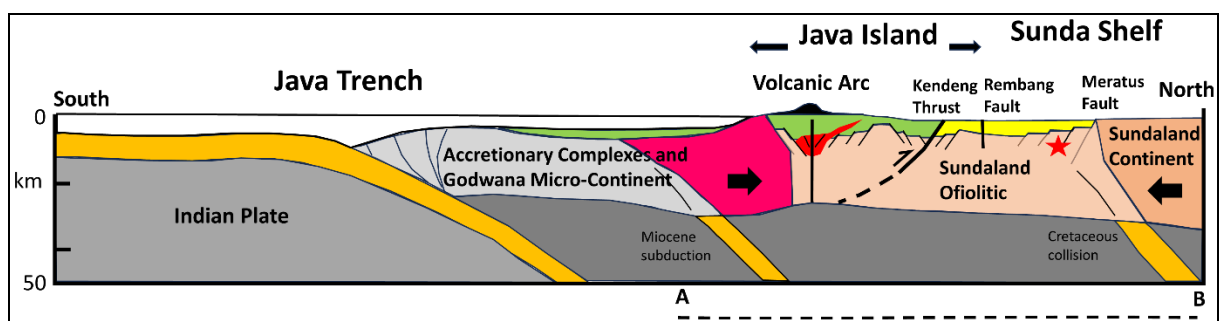 Java Island
Sunda Shelf
Java Trench
Volcanic Arc
Kendeng
Thrust
Rembang
Fault
Meratus
Fault
South
North
0
km
50
Accretionary Complexes and
Godwana Micro-Continent
Sundaland
Continent
Sundaland
Ofiolitic
Indian Plate
Miocene
subduction
Cretaceous
collision
A
B